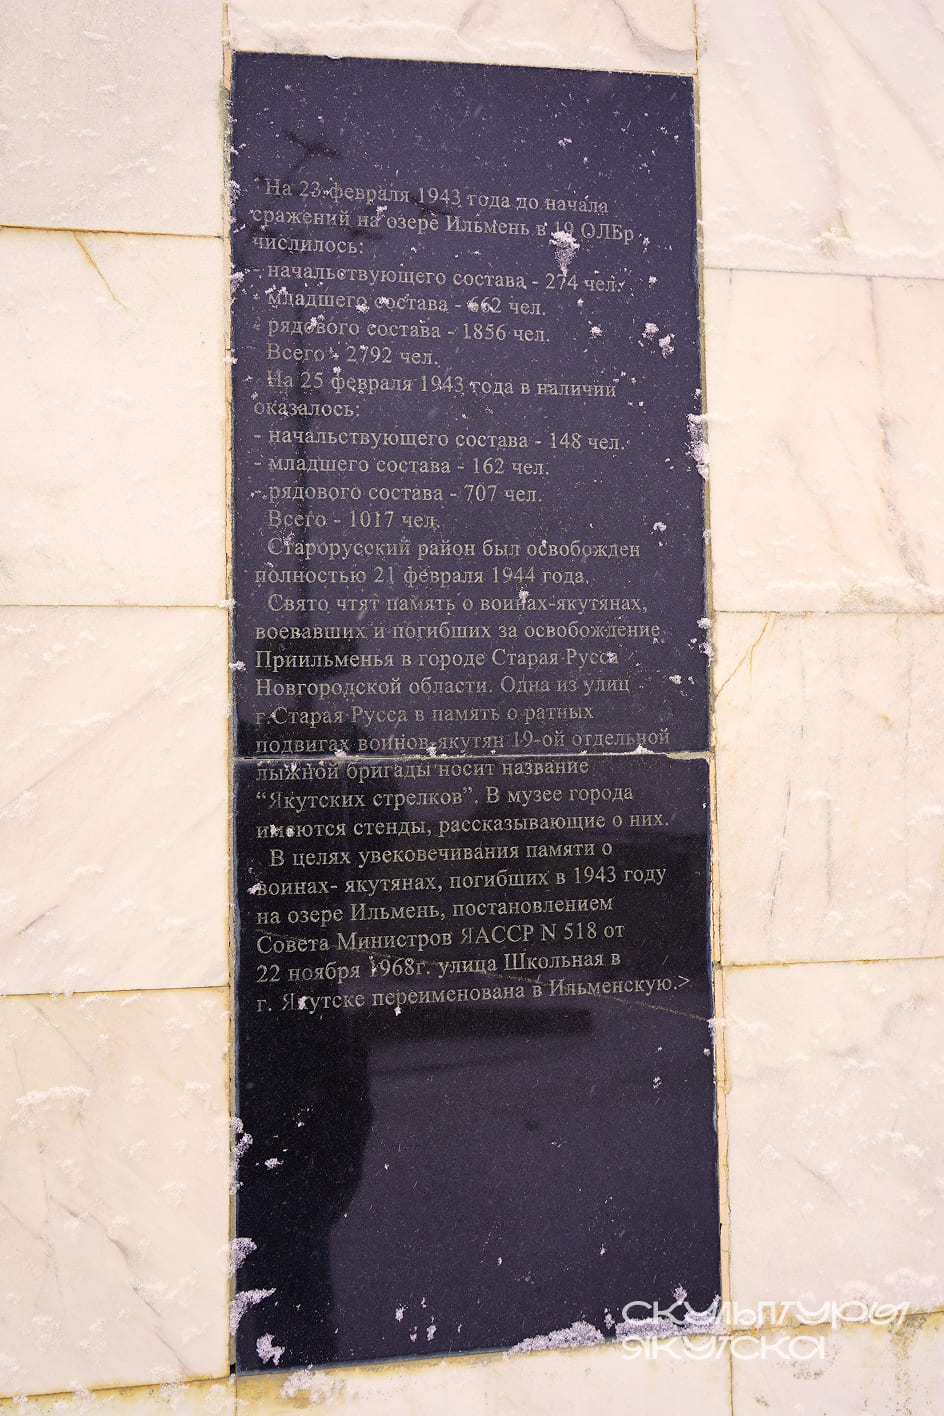 На 23 февраля 1943 года до начала
сражений на озере Ильмень в 19 ОЛБр
числилось:
- начальствующего состава - 274 чел.
- младшего состава - 662 чел.
- рядового состава - 1856 чел.
Всего - 2792 чел.
На 25 февраля 1943 года в наличии
оказалось:
- начальствующего состава - 148 чел.
- младшего состава - 162 чел.
- рядового состава - 707 чел.
Всего - 1017 чел.
Старорусский район был освобожден
полностью 21 февраля 1944 года.
Свято чтят память о воинах-якутянах,
воевавших и погибших за освобождение
Приильменья в городе Старая Русса
Новгородской области. Одна из улиц
г.Старая Русса в память о ратных
подвигах воинов-якутян 19-ой отдельной
лыжной бригады носит название
“Якутских стрелков”. В музее города
имеются стенды, рассказывающие о них.
В целях увековечивания памяти о
воинах- якутянах, погибших в 1943 году
на озере Ильмень, постановлением
Совета Министров ЯАССР N 518 от
22 ноября 1968г. улица Школьная в
г. Якутске переименована в Ильменскую.>
СКУЛЬПТУРЫ
ЯКУТСКА